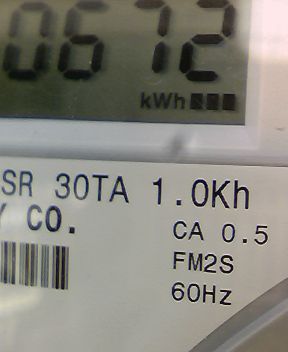 0672
kWh
SR 30TA 1.0Kh
Y CO.
CA 0.5
FM2S
60Hz